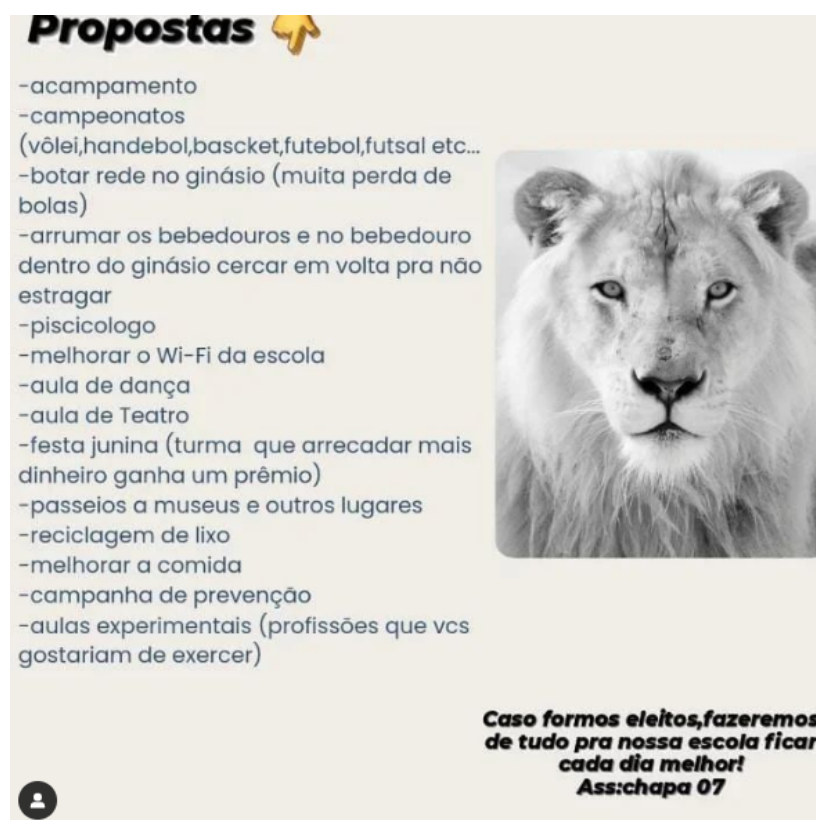 Propostas 👇
-acampamento
-campeonatos
(vôlei,handebol,bascket,futebol,futsal etc...
-botar rede no ginásio (muita perda de
bolas)
-arrumar os bebedouros e no bebedouro
dentro do ginásio cercar em volta pra não
estragar
-piscicologo
-melhorar o Wi-Fi da escola
-aula de dança
-aula de Teatro
-festa junina (turma  que arrecadar mais
dinheiro ganha um prêmio)
-passeios a museus e outros lugares
-reciclagem de lixo
-melhorar a comida
-campanha de prevenção
-aulas experimentais (profissões que vcs
gostariam de exercer)
Caso formos eleitos,fazeremos
de tudo pra nossa escola ficar
cada dia melhor!
Ass:chapa 07